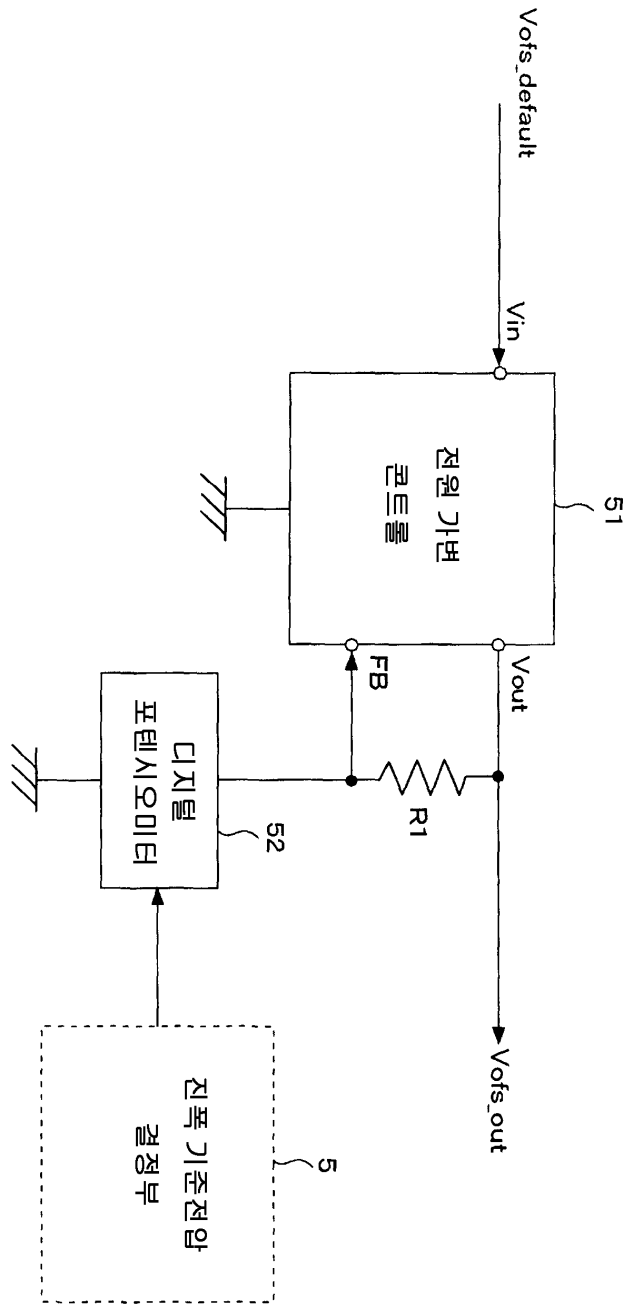 Vofs_default
Vin
51
전원 가변
콘트롤
Vout
FB
R1
Vofs_out
디지털
포텐시오미터
52
진폭 기준전압
결정부
5